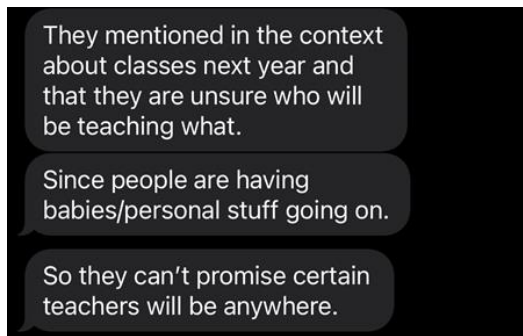 They mentioned in the context
about classes next year and
that they are unsure who will
be teaching what.
Since people are having
babies/personal stuff going on.
So they can’t promise certain
teachers will be anywhere.